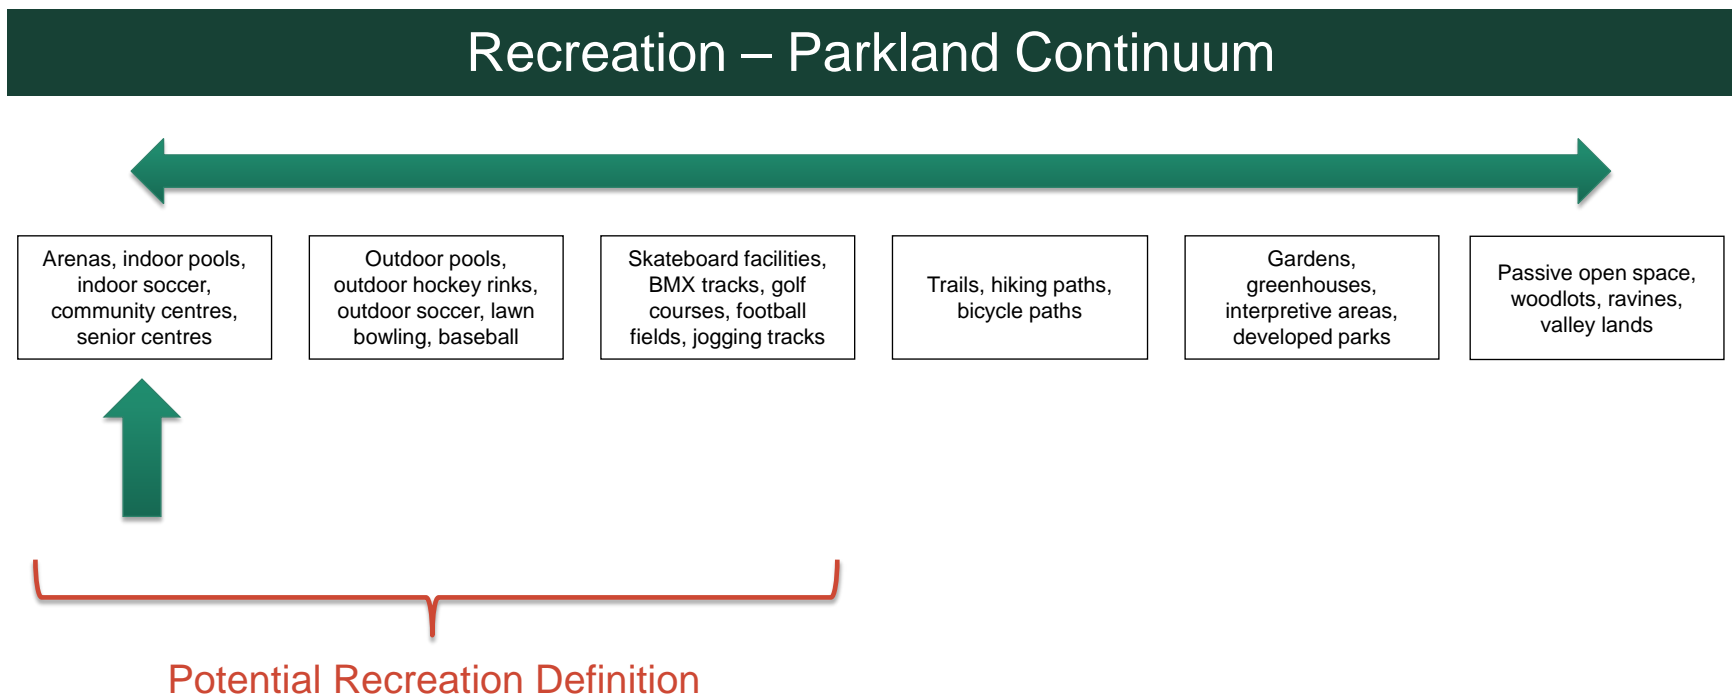 Recreation – Parkland Continuum
Arenas, indoor pools,
indoor soccer,
community centres,
senior centres
Outdoor pools,
outdoor hockey rinks,
outdoor soccer, lawn
bowling, baseball
Skateboard facilities,
BMX tracks, golf
courses, football
fields, jogging tracks
Trails, hiking paths,
bicycle paths
Gardens,
greenhouses,
interpretive areas,
developed parks
Passive open space,
woodlots, ravines,
valley lands
Potential Recreation Definition